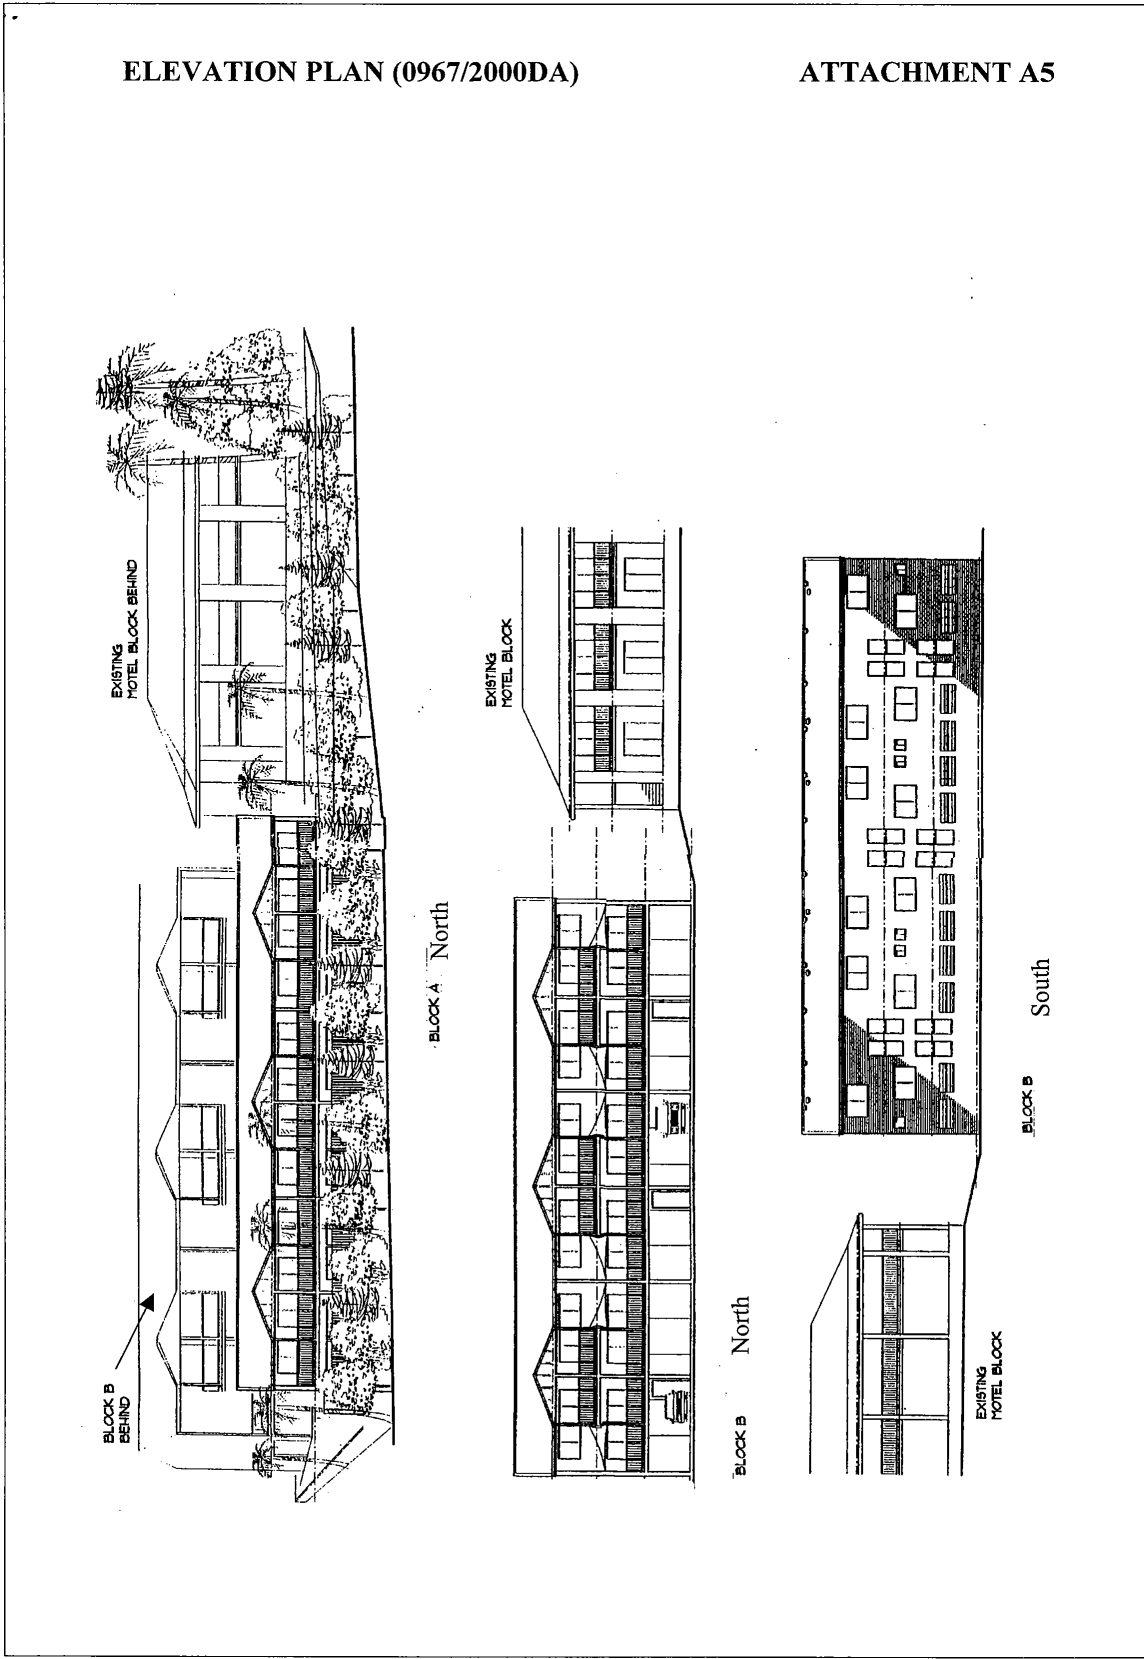 ELEVATION PLAN (0967/2000DA)
ATTACHMENT A5
BLOCK B
BEHIND
EXISTING
MOTEL BLOCK BEHIND
BLOCK A
North
EXISTING
MOTEL BLOCK
BLOCK B
North
EXISTING
MOTEL BLOCK
BLOCK B
South